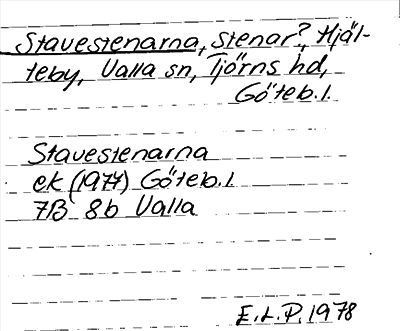 Stavestenarna, stenar?, Hjäl-
teby, Valla sn, Tjörns hd,
Göteb.l.
Stavestenarna
ek (1977) Göteb.l.
7B 8b Valla
E.L.P. 1978